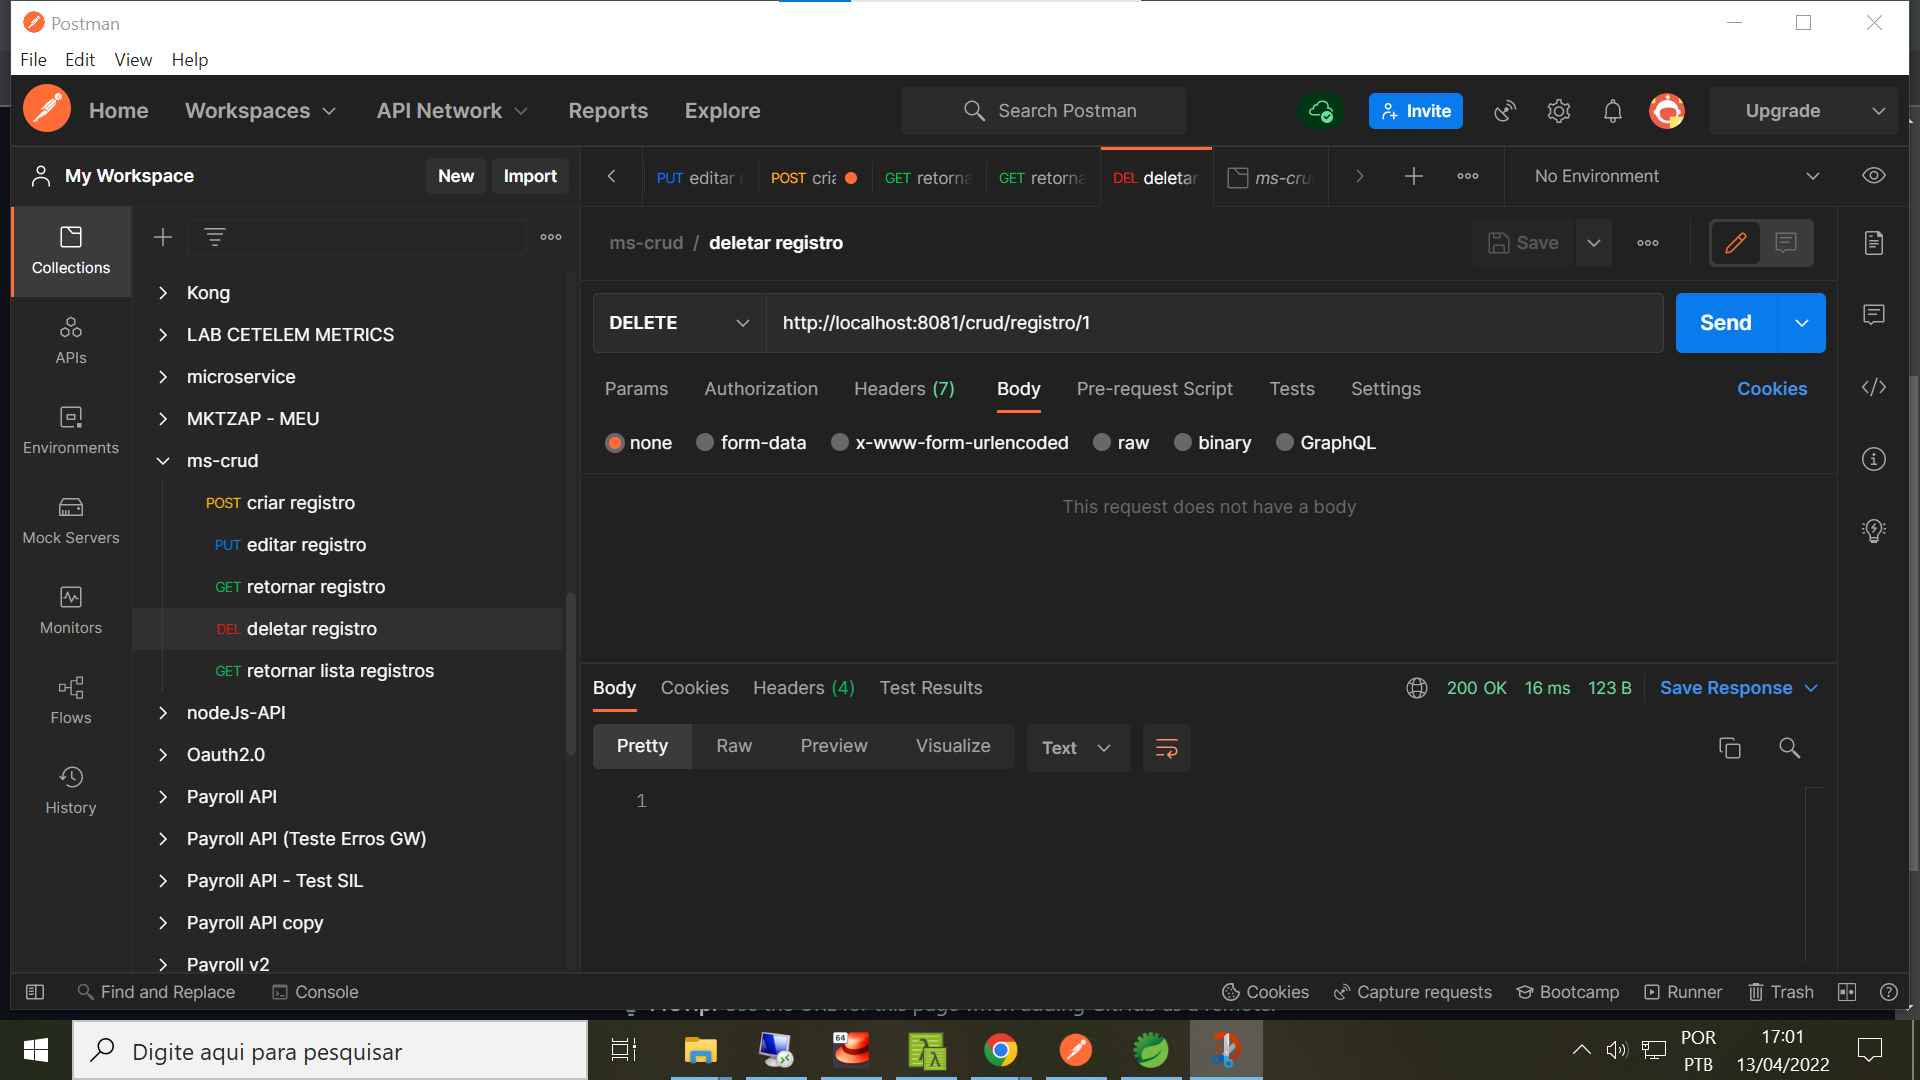 Postman
File Edit View Help
Home Workspaces API Network Reports Explore Search Postman Invite Upgrade
My Workspace New Import
PUT editar POST cria GET retorna GET retorna DEL deletar ms-cru No Environment
Collections
APIs
Environments
Mock Servers
Monitors
Flows
History
Kong
LAB CETELEM METRICS
microservice
MKTZAP - MEU
ms-crud
POST criar registro
PUT editar registro
GET retornar registro
DEL deletar registro
GET retornar lista registros
nodeJs-API
Oauth2.0
Payroll API
Payroll API (Teste Erros GW)
Payroll API - Test SIL
Payroll API copy
Payroll v2
ms-crud / deletar registro Save
DELETE http://localhost:8081/crud/registro/1 Send
Params Authorization Headers (7) Body Pre-request Script Tests Settings Cookies
none form-data x-www-form-urlencoded raw binary GraphQL
This request does not have a body
Body Cookies Headers (4) Test Results 200 OK 16 ms 123 B Save Response
Pretty Raw Preview Visualize Text
1
Find and Replace Console Cookies Capture requests Bootcamp Runner Trash
Digite aqui para pesquisar
64
POR
PTB
17:01
13/04/2022